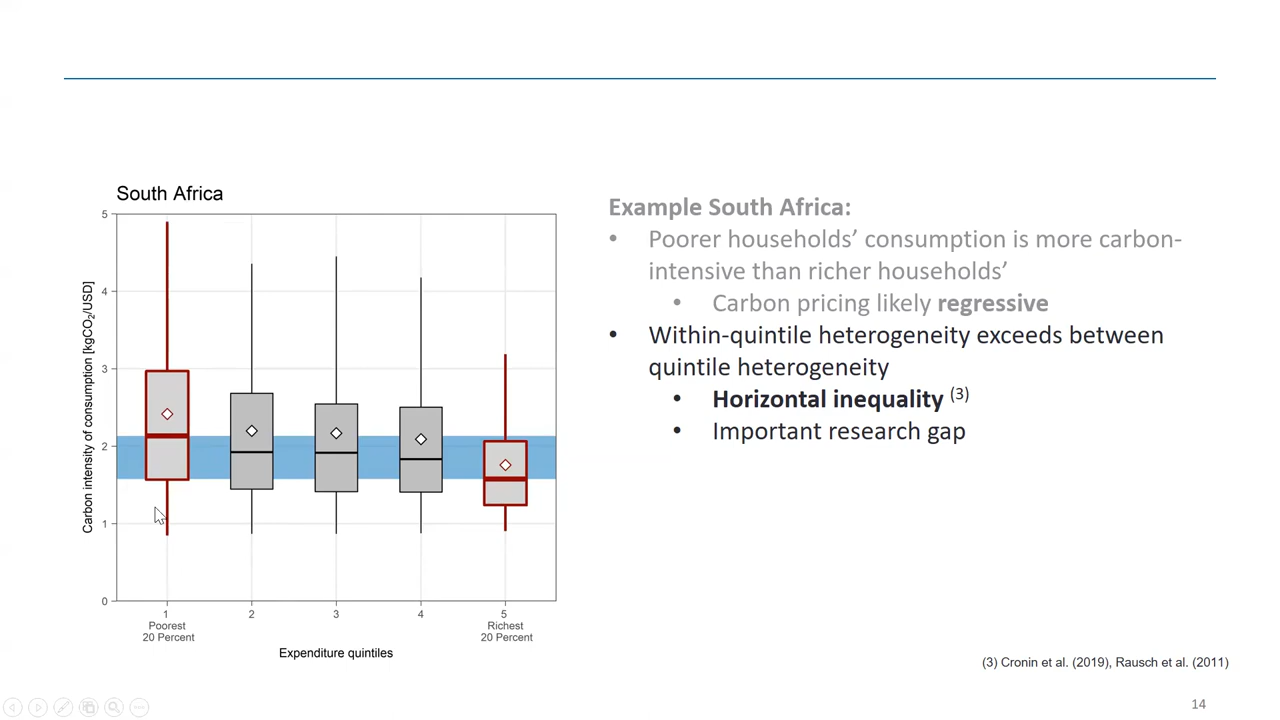 South Africa
5
4
3
2
1
0
Carbon intensity of consumption [kgCO₂/USD]
1
Poorest
20 Percent
2
3
4
5
Richest
20 Percent
Expenditure quintiles
Example South Africa:
• Poorer households’ consumption is more carbon-
intensive than richer households’
• Carbon pricing likely regressive
• Within-quintile heterogeneity exceeds between
quintile heterogeneity
• Horizontal inequality (3)
• Important research gap
(3) Cronin et al. (2019), Rausch et al. (2011)
14